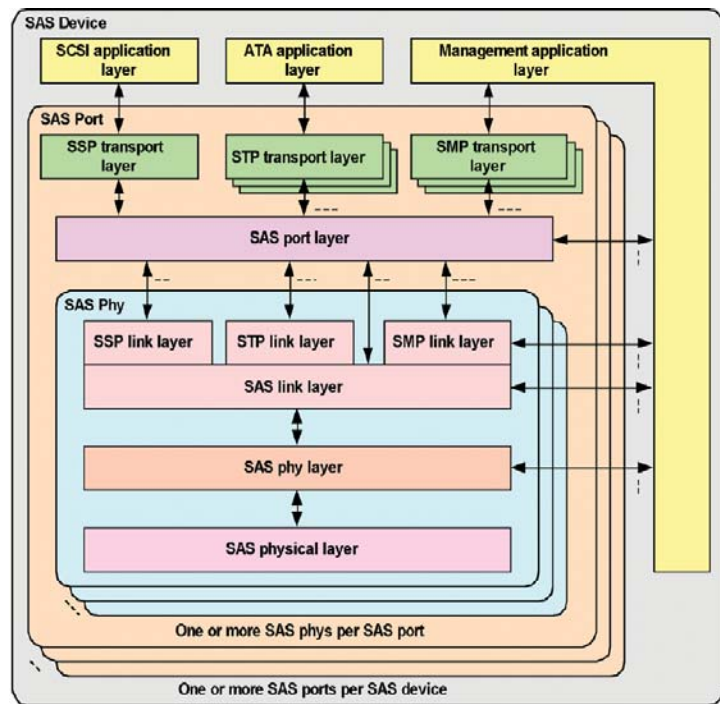 SAS Device
SCSI application
layer
ATA application
layer
Management application
layer
SAS Port
SSP transport
layer
STP transport layer
SMP transport
layer
SAS port layer
SAS Phy
SSP link layer
STP link layer
SMP link layer
SAS link layer
SAS phy layer
SAS physical layer
One or more SAS phys per SAS port
One or more SAS ports per SAS device